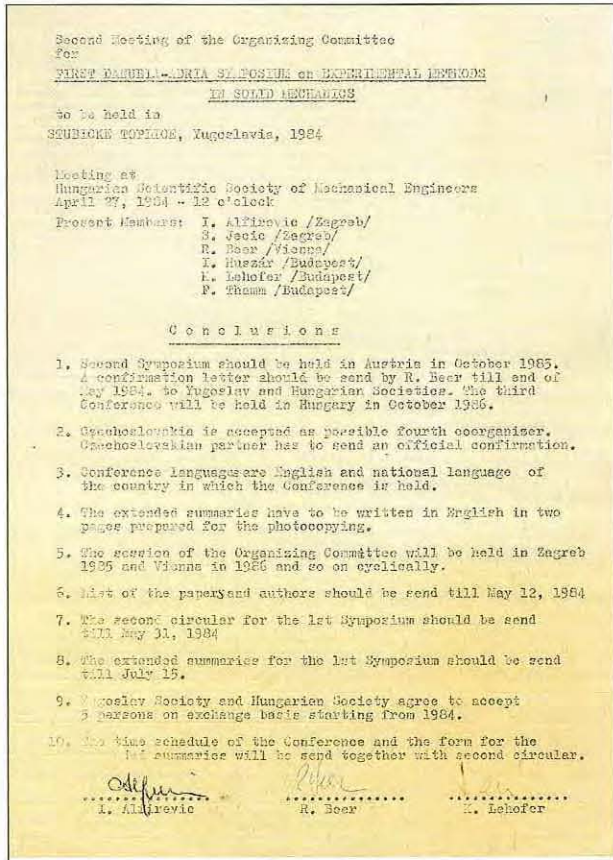 Second Meeting of the Organizing Committee
for
FIRST DANUBIA-ADRIA SYMPOSIUM on EXPERIMENTAL METHODS
IN SOLID MECHANICS
to be held in
STUBICKE TOPLICE, Yugoslavia, 1984
Meeting at
Hungarian Scientific Society of Mechanical Engineers
April 27, 1984 - 12 o'clock
Present Members: I. Alfirevic /Zagreb/
S. Jecic /Zagreb/
R. Beer /Vienna/
I. Huszár /Budapest/
K. Lehofer /Budapest/
F. Thamm /Budapest/
C o n c l u s i o n s
1. Second Symposium should be held in Austria in October 1985.
A confirmation letter should be send by R. Beer till end of
May 1984. to Yugoslav and Hungarian Societies. The third
Conference will be held in Hungary in October 1986.
2. Czechoslovakia is accepted as possible fourth coorganizer.
Czechoslovakian partner has to send an official confirmation.
3. Conference languages are English and national language of
the country in which the Conference is held.
4. The extended summaries have to be written in English in two
pages prepared for the photocopying.
5. The session of the Organizing Committee will be held in Zagreb
1985 and Vienna in 1986 and so on cyclically.
6. List of the papers and authors should be send till May 12, 1984
7. The second circular for the 1st Symposium should be send
till May 31, 1984
8. The extended summaries for the 1st Symposium should be send
till July 15.
9. Yugoslav Society and Hungarian Society agree to accept
5 persons on exchange basis starting from 1984.
10. The time schedule of the Conference and the form for the
summaries will be send together with second circular.
I. Alfirevic R. Beer K. Lehofer